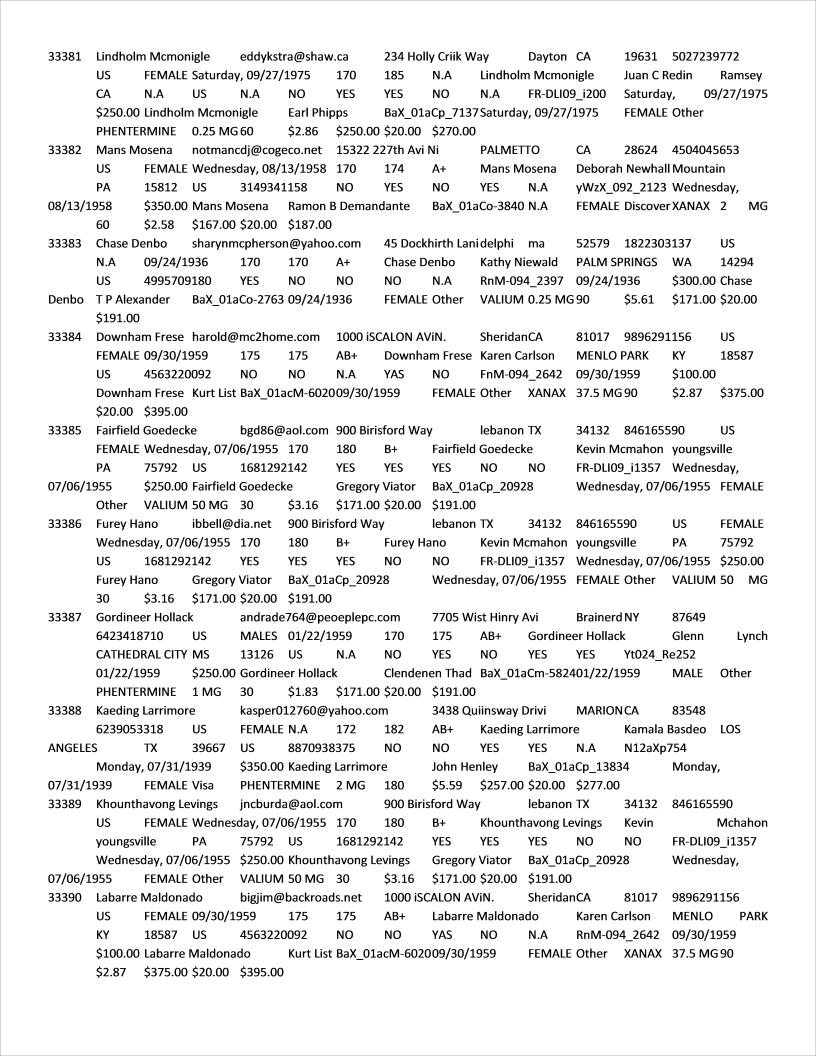 33381 Lindholm Mcmonigle eddykstra@shaw.ca 234 Holly Criik Way Dayton CA 19631 5027239772
US FEMALE Saturday, 09/27/1975 170 185 N.A Lindholm Mcmonigle Juan C Redin Ramsey
CA N.A US N.A NO YES YES NO N.A FR-DLI09_i200 Saturday, 09/27/1975
$250.00 Lindholm Mcmonigle Earl Phipps BaX_01aCp_7137 Saturday, 09/27/1975 FEMALE Other
PHENTERMINE 0.25 MG 60 $2.86 $250.00 $20.00 $270.00
33382 Mans Mosena notmancdj@cogeco.net 15322 227th Avi Ni PALMETTO CA 28624 4504045653
US FEMALE Wednesday, 08/13/1958 170 174 A+ Mans Mosena Deborah Newhall Mountain
PA 15812 US 3149341158 NO YES NO YES N.A yWzX_092_2123 Wednesday,
08/13/1958 $350.00 Mans Mosena Ramon B Demandante BaX_01aCo-3840 N.A FEMALE Discover XANAX 2 MG
60 $2.58 $167.00 $20.00 $187.00
33383 Chase Denbo sharynmcpherson@yahoo.com 45 Dockhirth Lani delphi ma 52579 1822303137 US
N.A 09/24/1936 170 170 A+ Chase Denbo Kathy Niewald PALM SPRINGS WA 14294
US 4995709180 YES NO NO NO N.A RnM-094_2397 09/24/1936 $300.00 Chase
Denbo T P Alexander BaX_01aCo-2763 09/24/1936 FEMALE Other VALIUM 0.25 MG 90 $5.61 $171.00 $20.00
$191.00
33384 Downham Frese harold@mc2home.com 1000 iSCALON AViN. Sheridan CA 81017 9896291156 US
FEMALE 09/30/1959 175 175 AB+ Downham Frese Karen Carlson MENLO PARK KY 18587
US 4563220092 NO NO N.A YAS NO FnM-094_2642 09/30/1959 $100.00
Downham Frese Kurt List BaX_01acM-6020 09/30/1959 FEMALE Other XANAX 37.5 MG 90 $2.87 $375.00
$20.00 $395.00
33385 Fairfield Goedecke bgd86@aol.com 900 Birisford Way lebanon TX 34132 846165590 US
FEMALE Wednesday, 07/06/1955 170 180 B+ Fairfield Goedecke Kevin Mcmahon youngsville
PA 75792 US 1681292142 YES YES YES NO NO FR-DLI09_i1357 Wednesday,
07/06/1955 $250.00 Fairfield Goedecke Gregory Viator BaX_01aCp_20928 Wednesday, 07/06/1955 FEMALE
Other VALIUM 50 MG 30 $3.16 $171.00 $20.00 $191.00
33386 Furey Hano ibbell@dia.net 900 Birisford Way lebanon TX 34132 846165590 US FEMALE
Wednesday, 07/06/1955 170 180 B+ Furey Hano Kevin Mcmahon youngsville PA 75792
US 1681292142 YES YES YES NO NO FR-DLI09_i1357 Wednesday, 07/06/1955 $250.00
Furey Hano Gregory Viator BaX_01aCp_20928 Wednesday, 07/06/1955 FEMALE Other VALIUM 50 MG
30 $3.16 $171.00 $20.00 $191.00
33387 Gordineer Hollack andrade764@peoeplepc.com 7705 Wist Hinry Avi Brainerd NY 87649
6423418710 US MALES 01/22/1959 170 175 AB+ Gordineer Hollack Glenn Lynch
CATHEDRAL CITY MS 13126 US N.A NO YES NO YES YES Yt024_Re252
01/22/1959 $250.00 Gordineer Hollack Clendenen Thad BaX_01aCm-5824 01/22/1959 MALE Other
PHENTERMINE 1 MG 30 $1.83 $171.00 $20.00 $191.00
33388 Kaeding Larrimore kasper012760@yahoo.com 3438 Quiinsway Drivi MARION CA 83548
6239053318 US FEMALE N.A 172 182 AB+ Kaeding Larrimore Kamala Basdeo LOS
ANGELES TX 39667 US 8870938375 NO NO YES YES N.A N12aXp754
Monday, 07/31/1939 $350.00 Kaeding Larrimore John Henley BaX_01aCp_13834 Monday,
07/31/1939 FEMALE Visa PHENTERMINE 2 MG 180 $5.59 $257.00 $20.00 $277.00
33389 Khounthavong Levings jncburda@aol.com 900 Birisford Way lebanon TX 34132 846165590
US FEMALE Wednesday, 07/06/1955 170 180 B+ Khounthavong Levings Kevin Mchahon
youngsville PA 75792 US 1681292142 YES YES YES NO NO FR-DLI09_i1357
Wednesday, 07/06/1955 $250.00 Khounthavong Levings Gregory Viator BaX_01aCp_20928 Wednesday,
07/06/1955 FEMALE Other VALIUM 50 MG 30 $3.16 $171.00 $20.00 $191.00
33390 Labarre Maldonado bigjim@backroads.net 1000 iSCALON AViN. Sheridan CA 81017 9896291156
US FEMALE 09/30/1959 175 175 AB+ Labarre Maldonado Karen Carlson MENLO PARK
KY 18587 US 4563220092 NO NO YAS NO N.A RnM-094_2642 09/30/1959
$100.00 Labarre Maldonado Kurt List BaX_01acM-6020 09/30/1959 FEMALE Other XANAX 37.5 MG 90
$2.87 $375.00 $20.00 $395.00